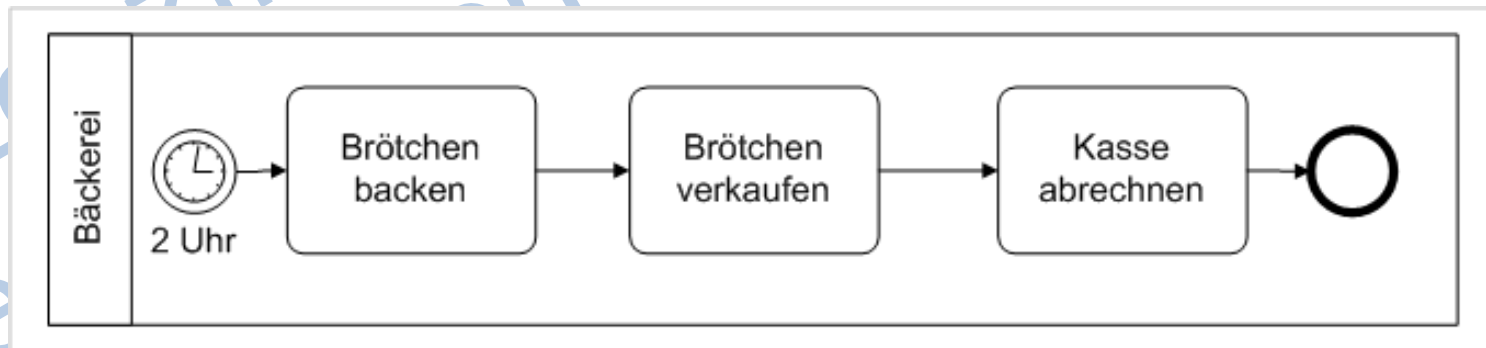 Bäckerei
2 Uhr
Brötchen
backen
Brötchen
verkaufen
Kasse
abrechnen